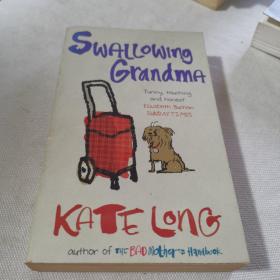 SWALLOWING
GRANDMA
Funny, touching
and honest
Elizabeth Buchan
SUNDAY TIMES
KATE LONG
author of THE BAD Mother's Handbook